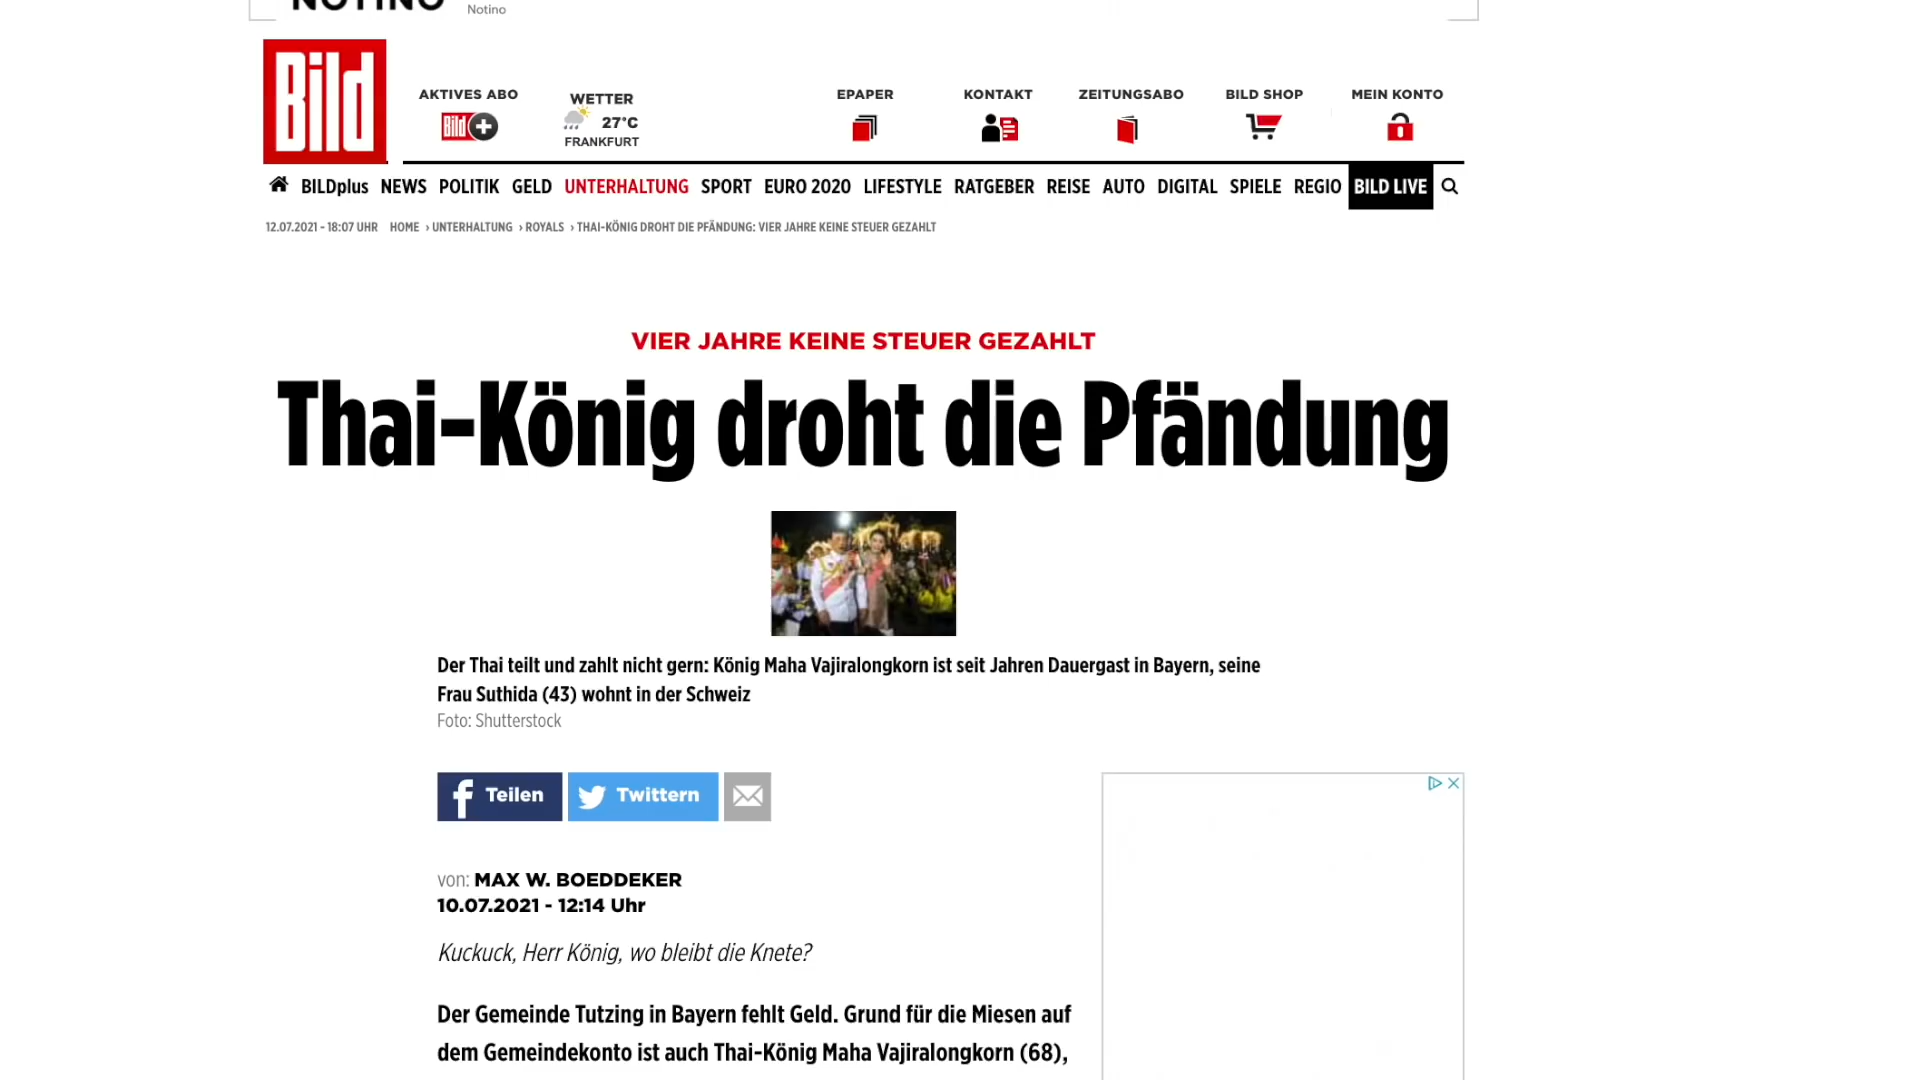 NOTINO
Notino
Bild
AKTIVES ABO
Bild
WETTER
27°C
FRANKFURT
EPAPER
KONTAKT
ZEITUNGSABO
BILD SHOP
MEIN KONTO
BILDplus NEWS POLITIK GELD UNTERHALTUNG SPORT EURO 2020 LIFESTYLE RATGEBER REISE AUTO DIGITAL SPIELE REGIO BILD LIVE
12.07.2021 - 18:07 UHR HOME › UNTERHALTUNG › ROYALS › THAI-KÖNIG DROHT DIE PFÄNDUNG: VIER JAHRE KEINE STEUER GEZAHLT
VIER JAHRE KEINE STEUER GEZAHLT
Thai-König droht die Pfändung
Der Thai teilt und zahlt nicht gern: König Maha Vajiralongkorn ist seit Jahren Dauergast in Bayern, seine
Frau Suthida (43) wohnt in der Schweiz
Foto: Shutterstock
Teilen
Twittern
von: MAX W. BOEDDEKER
10.07.2021 - 12:14 Uhr
Kuckuck, Herr König, wo bleibt die Knete?
Der Gemeinde Tutzing in Bayern fehlt Geld. Grund für die Miesen auf
dem Gemeindekonto ist auch Thai-König Maha Vajiralongkorn (68),